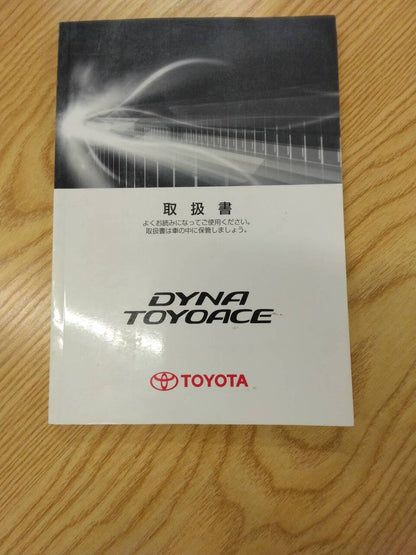 取扱書
よくお読みになってご使用ください。
取扱書は車の中に保管しましょう。
DYNA
TOYOACE
TOYOTA